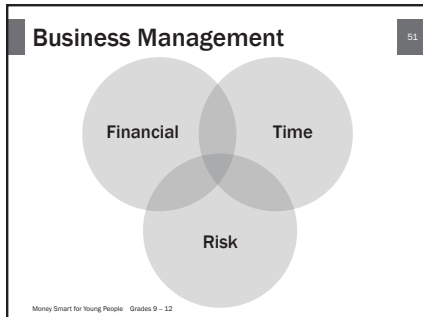 Business Management
51
Financial
Time
Risk
Money Smart for Young People Grades 9 – 12